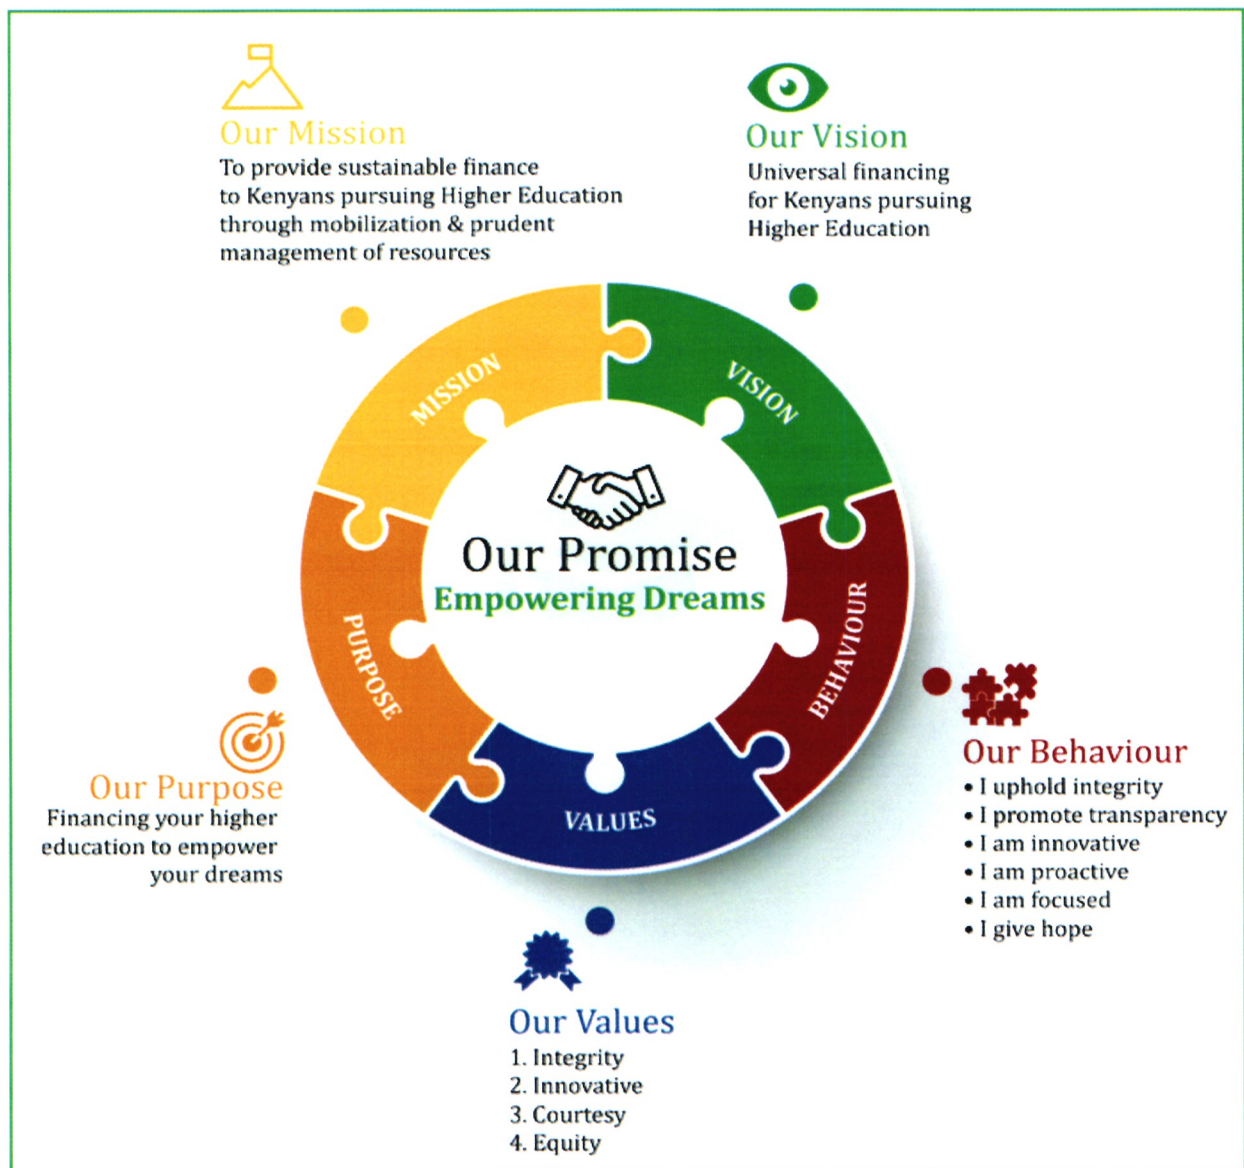 Our Mission
To provide sustainable finance
to Kenyans pursuing Higher Education
through mobilization & prudent
management of resources
Our Vision
Universal financing
for Kenyans pursuing
Higher Education
MISSION
VISION
Our Promise
Empowering Dreams
PURPOSE
BEHAVIOUR
VALUES
Our Purpose
Financing your higher
education to empower
your dreams
Our Behaviour
• I uphold integrity
• I promote transparency
• I am innovative
• I am proactive
• I am focused
• I give hope
Our Values
1. Integrity
2. Innovative
3. Courtesy
4. Equity